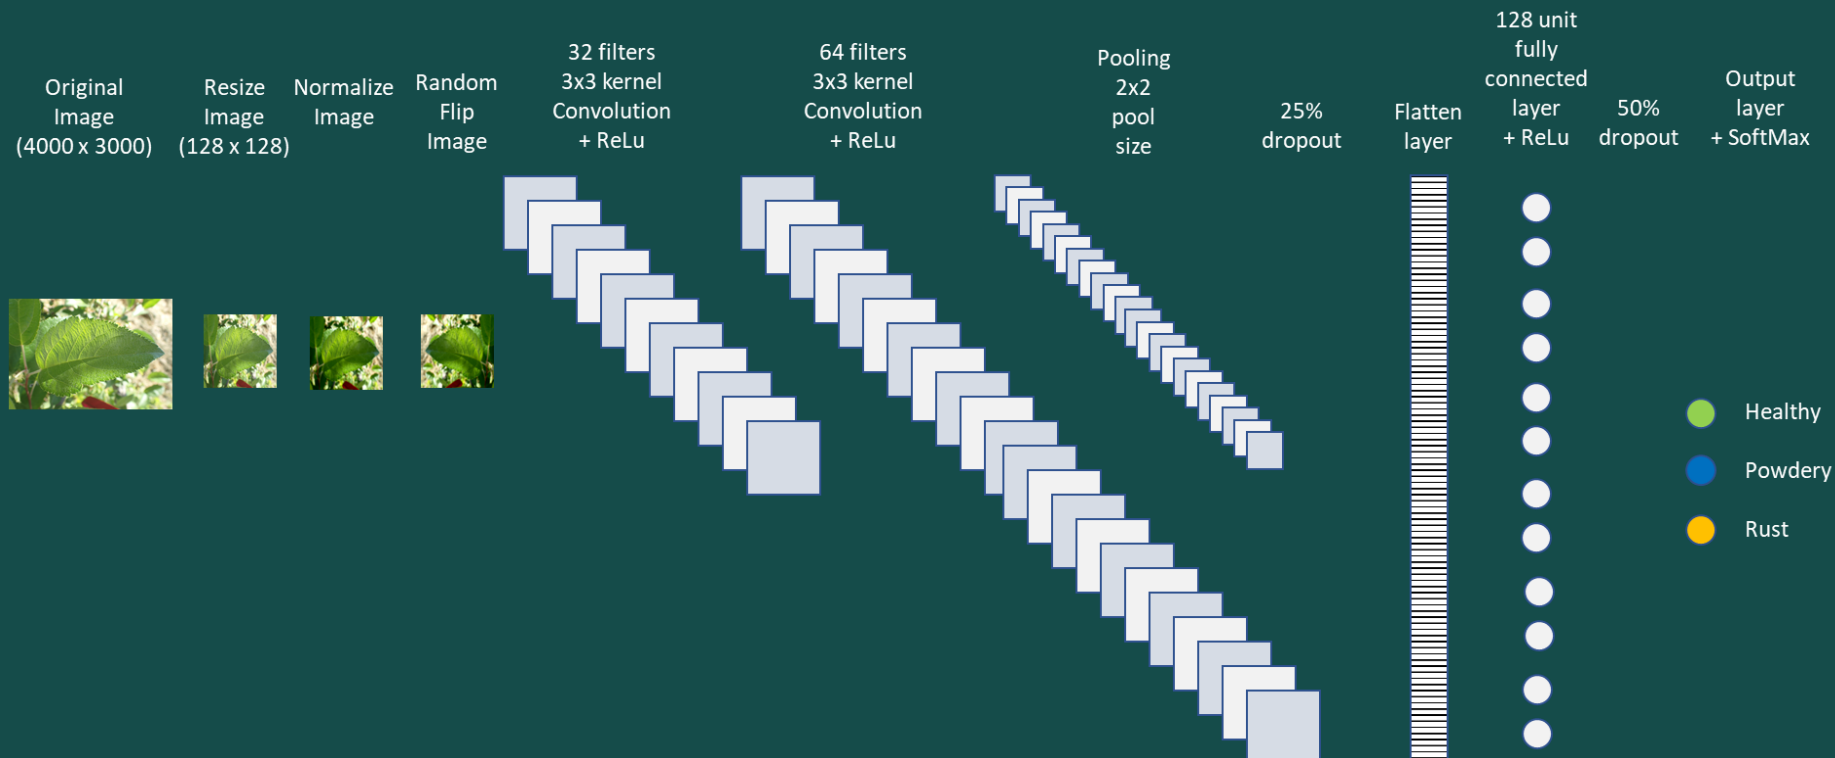 Original
Image
(4000 x 3000)
Resize
Image
(128 x 128)
Normalize
Image
Random
Flip
Image
32 filters
3x3 kernel
Convolution
+ ReLu
64 filters
3x3 kernel
Convolution
+ ReLu
Pooling
2x2
pool
size
25%
dropout
Flatten
layer
128 unit
fully
connected
layer
+ ReLu
50%
dropout
Output
layer
+ SoftMax
Healthy
Powdery
Rust